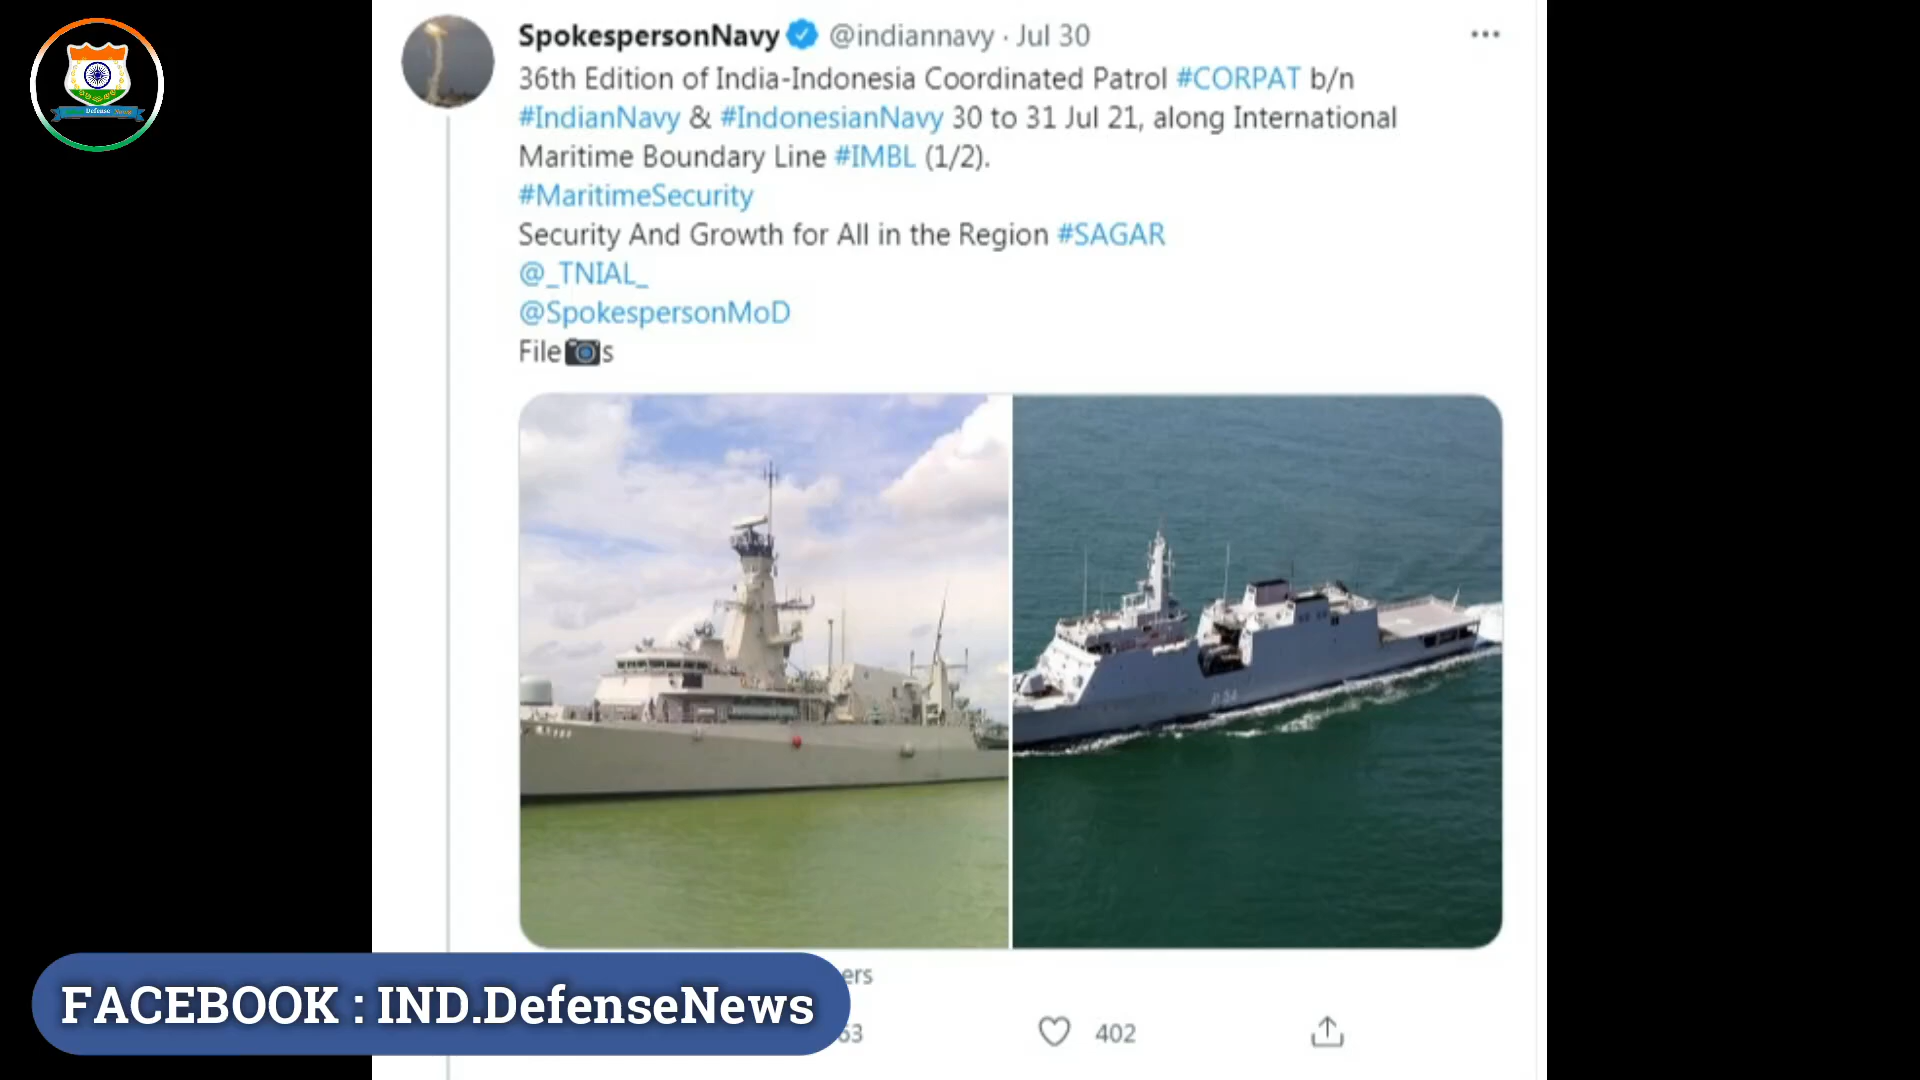 SpokespersonNavy @indiannavy · Jul 30
36th Edition of India-Indonesia Coordinated Patrol #CORPAT b/n
#IndianNavy & #IndonesianNavy 30 to 31 Jul 21, along International
Maritime Boundary Line #IMBL (1/2).
#MaritimeSecurity
Security And Growth for All in the Region #SAGAR
@_TNIAL_
@SpokespersonMoD
File📷s
Defense
FACEBOOK : IND.DefenseNews
402